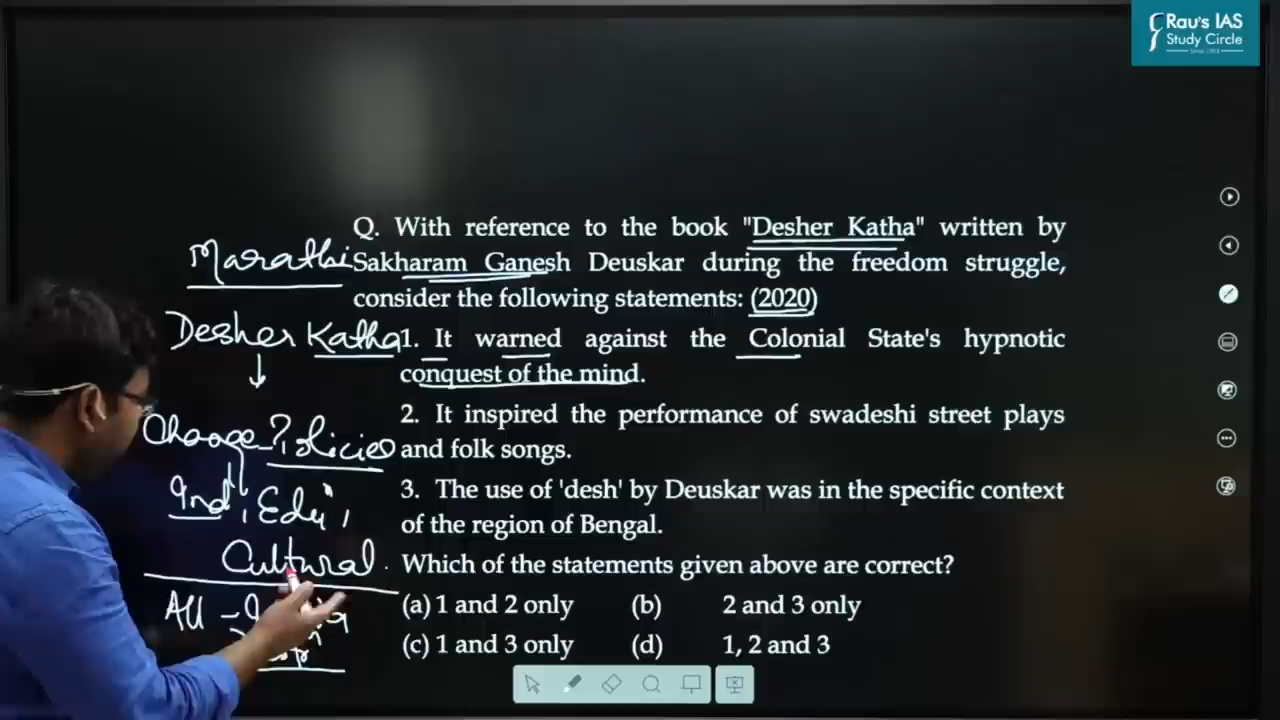 Rau's IAS
Study Circle
Q. With reference to the book "Desher Katha" written by
Sakharam Ganesh Deuskar during the freedom struggle,
consider the following statements: (2020)
1. It warned against the Colonial State's hypnotic
conquest of the mind.
2. It inspired the performance of swadeshi street plays
and folk songs.
3. The use of 'desh' by Deuskar was in the specific context
of the region of Bengal.
Which of the statements given above are correct?
(a) 1 and 2 only (b) 2 and 3 only
(c) 1 and 3 only (d) 1, 2 and 3
Marathi
Desher Katha
Ind, Edu,
Cultural
All -